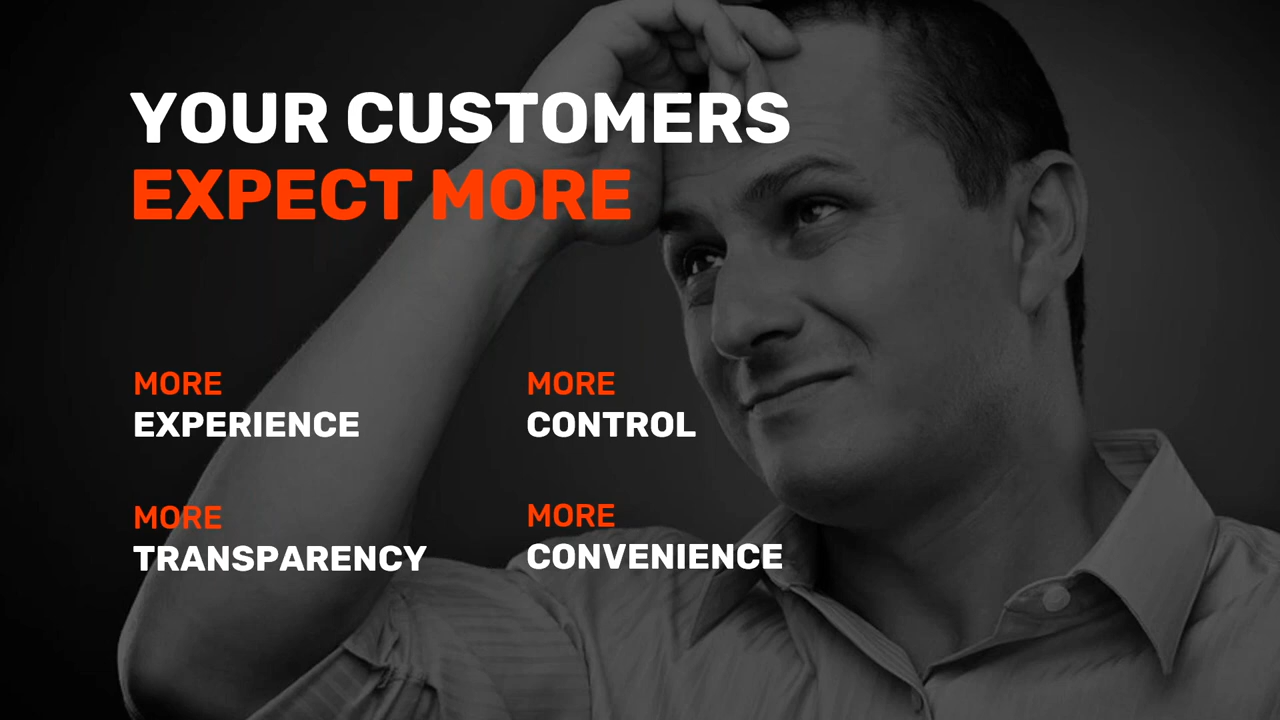 YOUR CUSTOMERS
EXPECT MORE
MORE
EXPERIENCE
MORE
CONTROL
MORE
TRANSPARENCY
MORE
CONVENIENCE